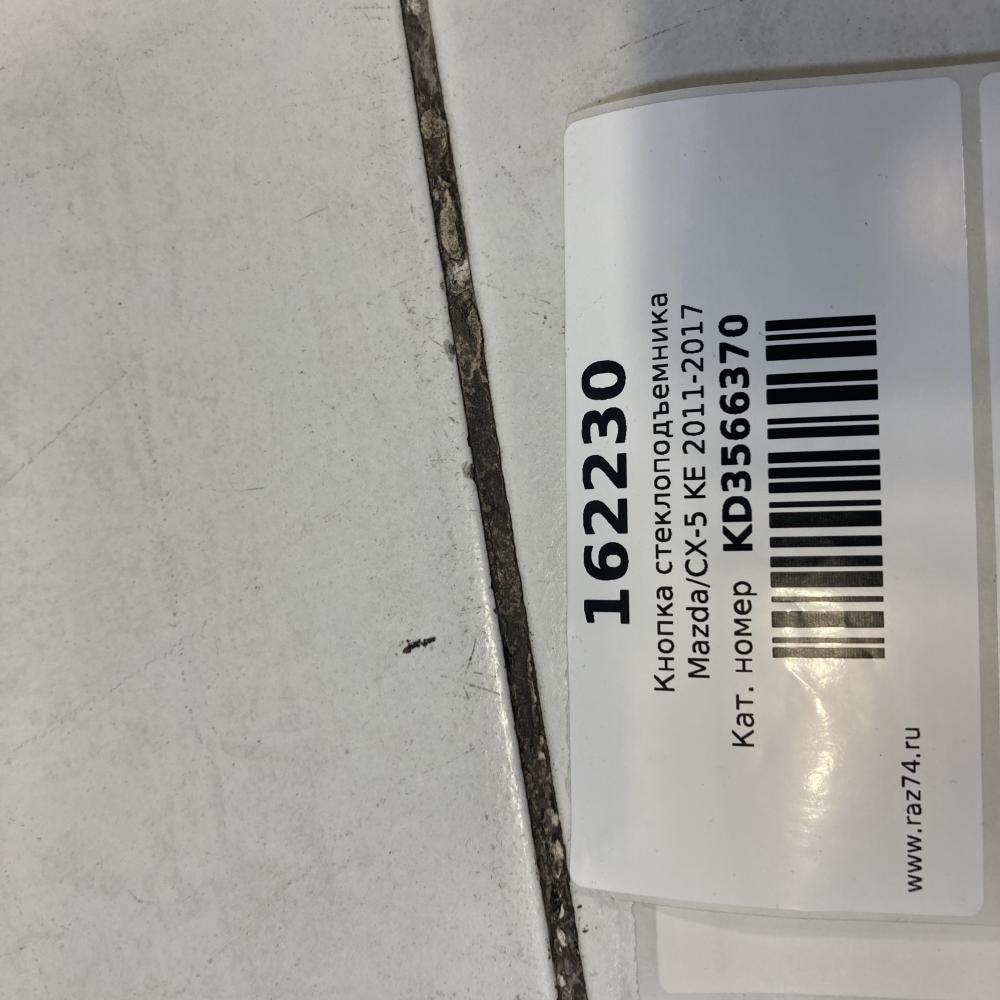 162230
Кнопка стеклоподъемника
Mazda/CX-5 KE 2011-2017
Кат. номер KD3566370
www.raz74.ru